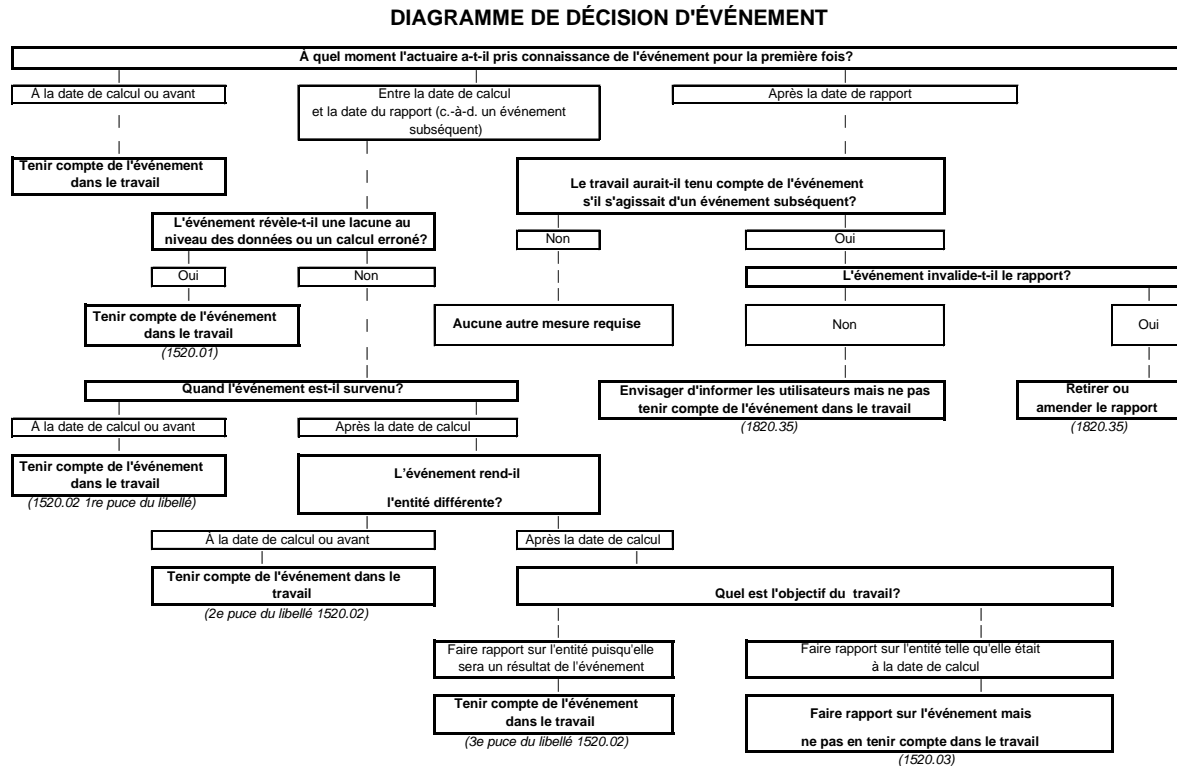 DIAGRAMME DE DÉCISION D'ÉVÉNEMENT
À quel moment l'actuaire a-t-il pris connaissance de l'événement pour la première fois?
À la date de calcul ou avant
Entre la date de calcul
et la date du rapport (c.-à-d. un événement
subséquent)
Après la date de rapport
Tenir compte de l'événement
dans le travail
Le travail aurait-il tenu compte de l'événement
s'il s'agissait d'un événement subséquent?
L'événement révèle-t-il une lacune au
niveau des données ou un calcul erroné?
Non
Oui
Oui
Non
L'événement invalide-t-il le rapport?
Tenir compte de l'événement
dans le travail
(1520.01)
Aucune autre mesure requise
Non
Oui
Quand l'événement est-il survenu?
Envisager d'informer les utilisateurs mais ne pas
tenir compte de l'événement dans le travail
(1820.35)
Retirer ou
amender le rapport
(1820.35)
À la date de calcul ou avant
Après la date de calcul
Tenir compte de l'événement
dans le travail
(1520.02 1re puce du libellé)
L'événement rend-il
l'entité différente?
À la date de calcul ou avant
Après la date de calcul
Tenir compte de l'événement dans le
travail
(2e puce du libellé 1520.02)
Quel est l'objectif du travail?
Faire rapport sur l'entité puisqu'elle
sera un résultat de l'événement
Faire rapport sur l'entité telle qu'elle était
à la date de calcul
Tenir compte de l'événement
dans le travail
(3e puce du libellé 1520.02)
Faire rapport sur l'événement mais
ne pas en tenir compte dans le travail
(1520.03)